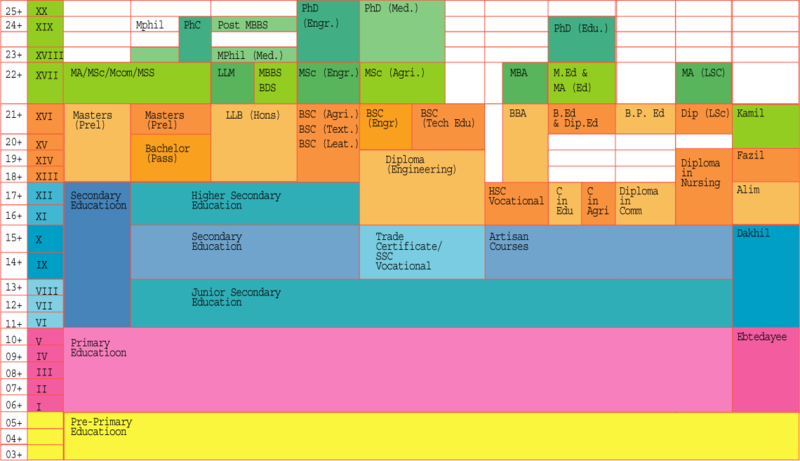 25+ XX PhD (Engr.) PhD (Med.)
24+ XIX Mphil PhC Post MBBS PhD (Edu.)
23+ XVIII MPhil (Med.)
22+ XVII MA/MSc/Mcom/MSS LLM MBBS BDS MSc (Engr.) MSc (Agri.) MBA M.Ed & MA (Ed) MA (LSC)
21+ XVI Masters (Prel) Masters (Prel) LLB (Hons) BSC (Agri.) BSC (Text.) BSC (Leat.) BSC (Engr) BSC (Tech Edu) BBA B.Ed & Dip.Ed B.P. Ed Dip (LSc) Kamil
20+ XV Bachelor (Pass)
19+ XIV Diploma (Engineering) Diploma in Nursing Fazil
18+ XIII
17+ XII Secondary Educatioon Higher Secondary Education HSC Vocational C in Edu C in Agri Diploma in Comm Alim
16+ XI
15+ X Secondary Education Trade Certificate/ SSC Vocational Artisan Courses Dakhil
14+ IX
13+ VIII Junior Secondary Education
12+ VII
11+ VI
10+ V Primary Educatioon Ebtedayee
09+ IV
08+ III
07+ II
06+ I
05+ Pre-Primary Educatioon
04+
03+